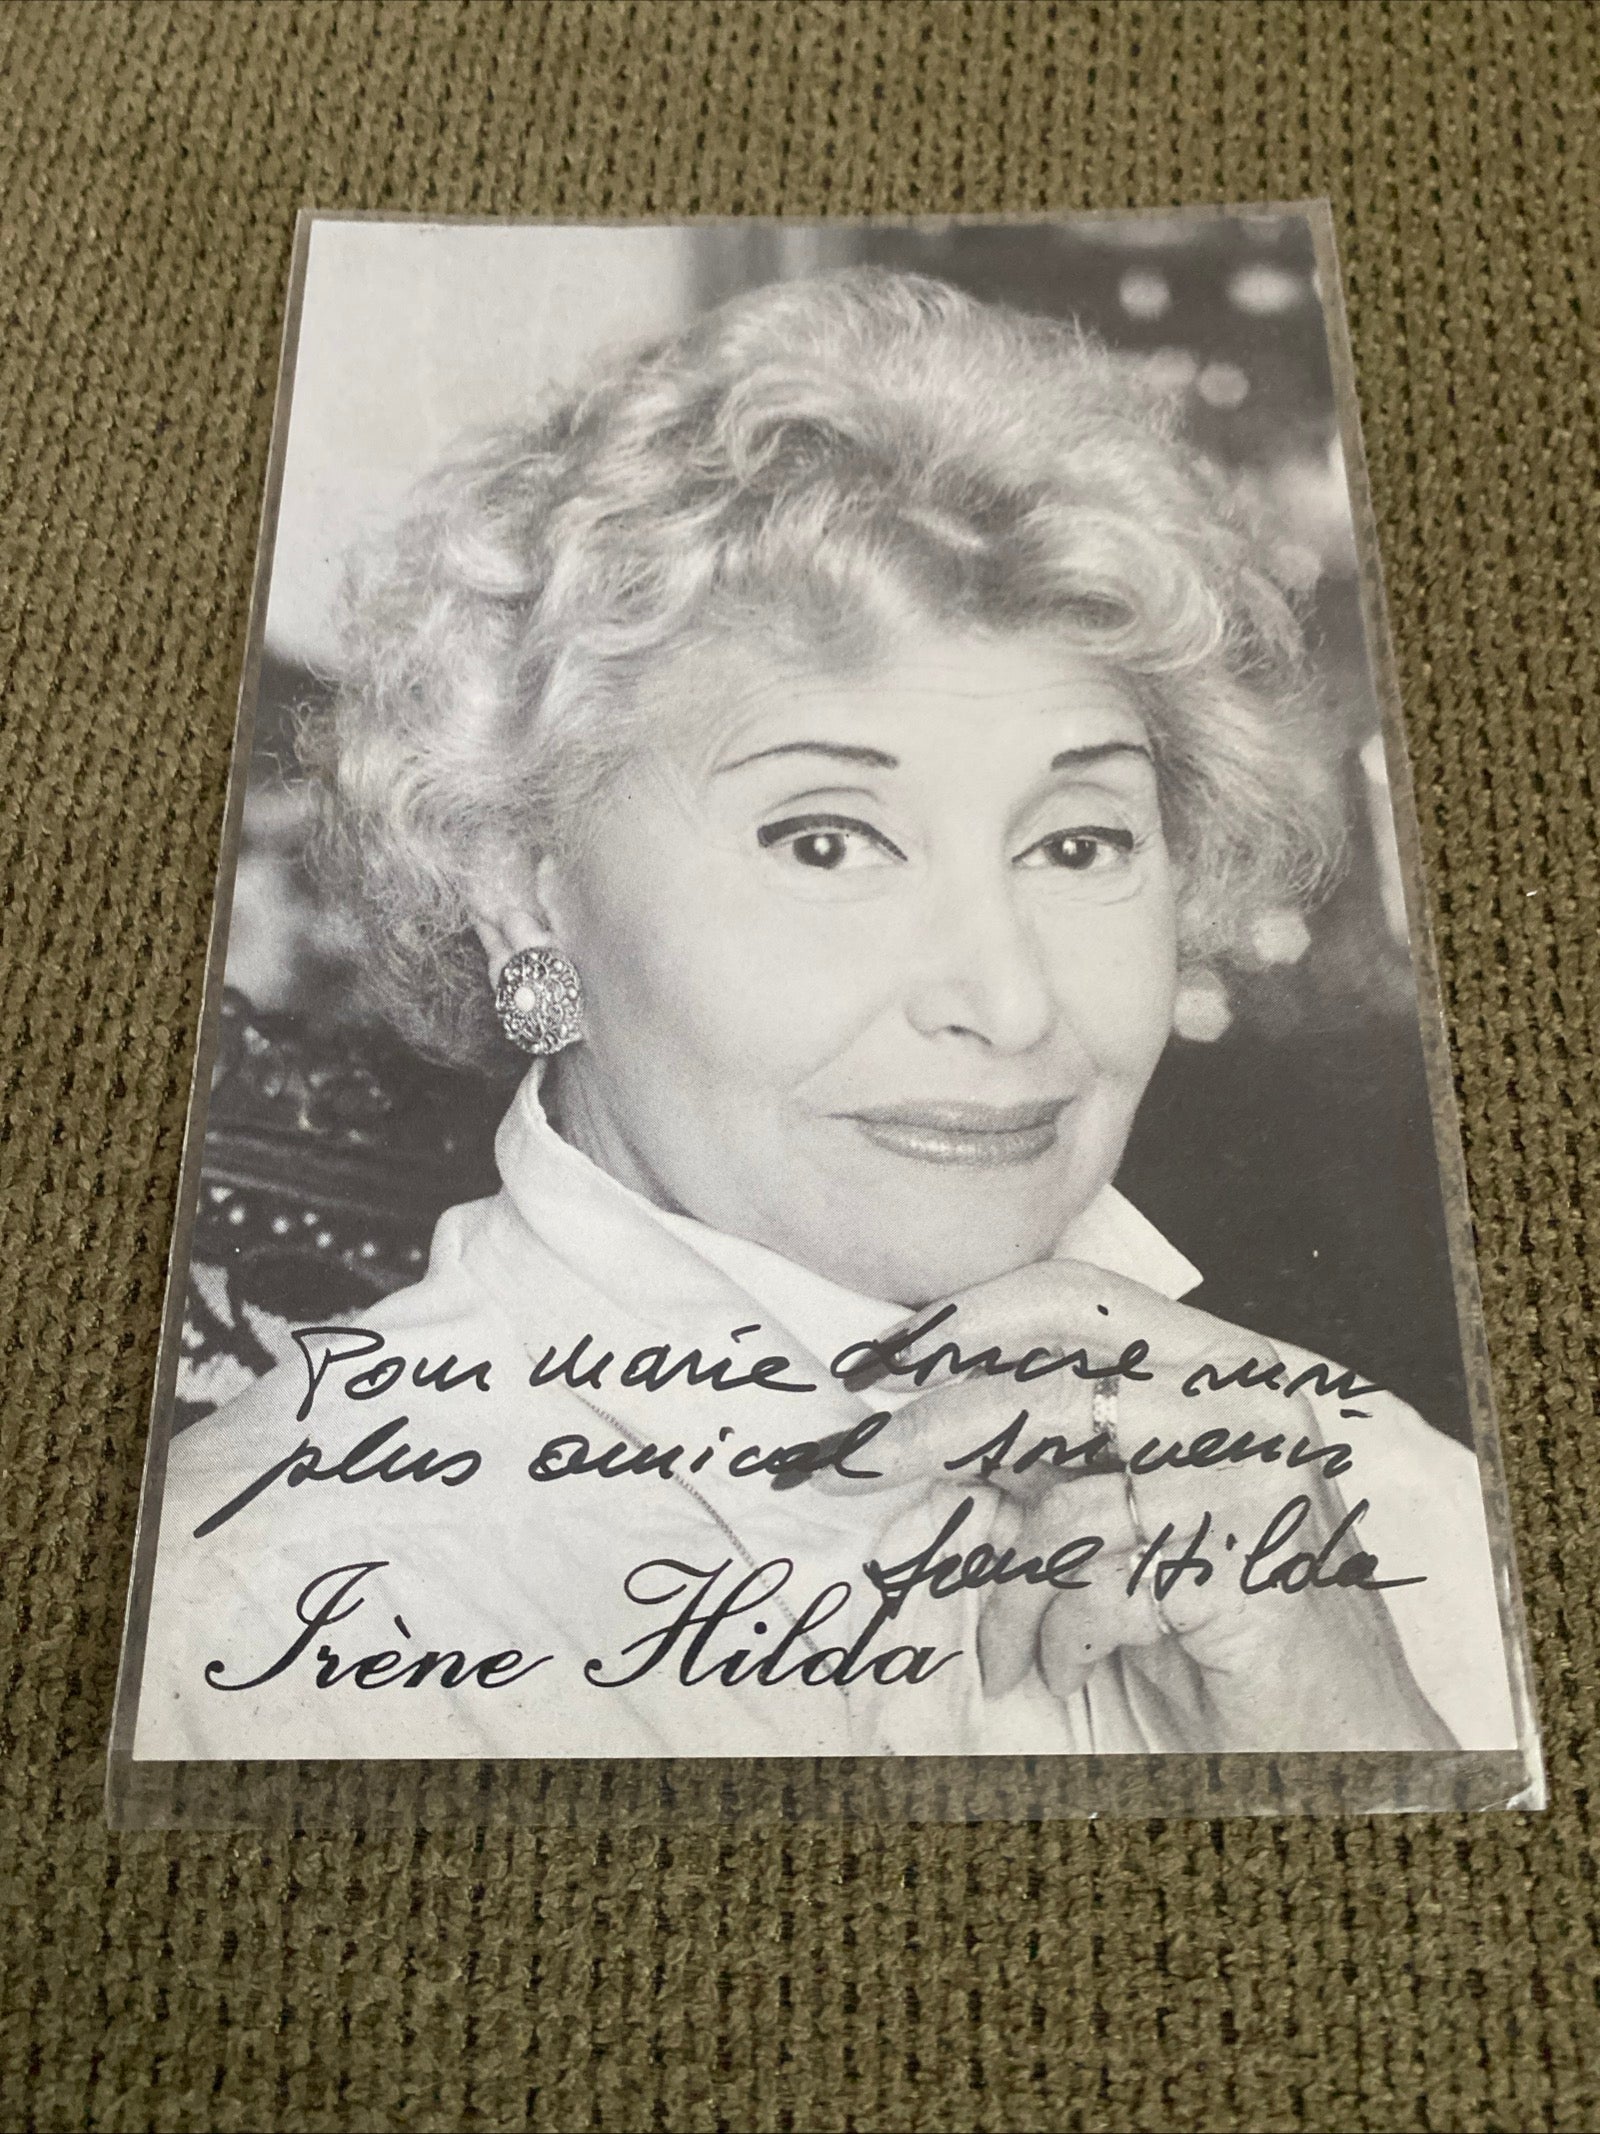 Pour Marie Louise mon
plus amical souvenir
Irene Hilda
Irène Hilda